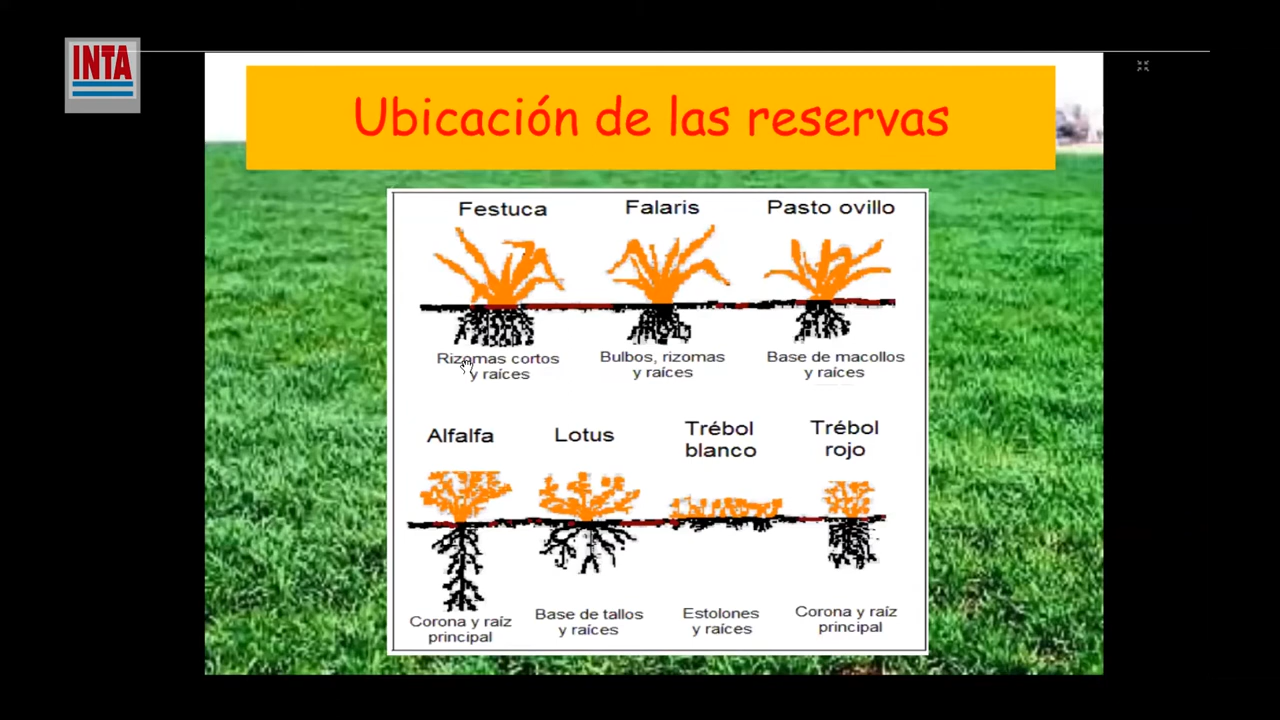 INTA
Ubicación de las reservas
Festuca
Falaris
Pasto ovillo
Rizomas cortos
y raíces
Bulbos, rizomas
y raíces
Base de macollos
y raíces
Alfalfa
Lotus
Trébol
blanco
Trébol
rojo
Corona y raíz
principal
Base de tallos
y raíces
Estolones
y raíces
Corona y raíz
principal